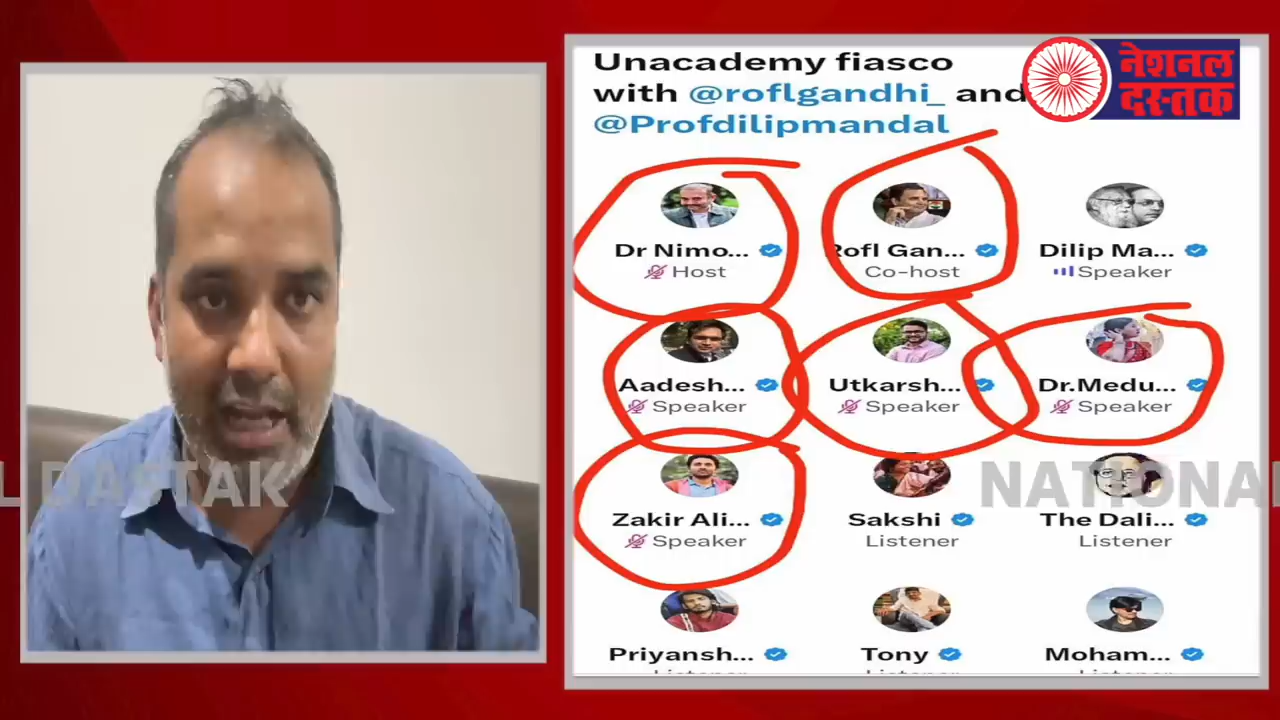 Unacademy fiasco
with @roflgandhi_ and
@Profdilipmandal
नेशनल
दस्तक
Dr Nimo... Rofl Gan... Dilip Ma...
Host Co-host Speaker
Aadesh... Utkarsh... Dr.Medu...
Speaker Speaker Speaker
Zakir Ali... Sakshi The Dali...
Speaker Listener Listener
L DASTAK NATIONAL
Priyansh... Tony Moham...